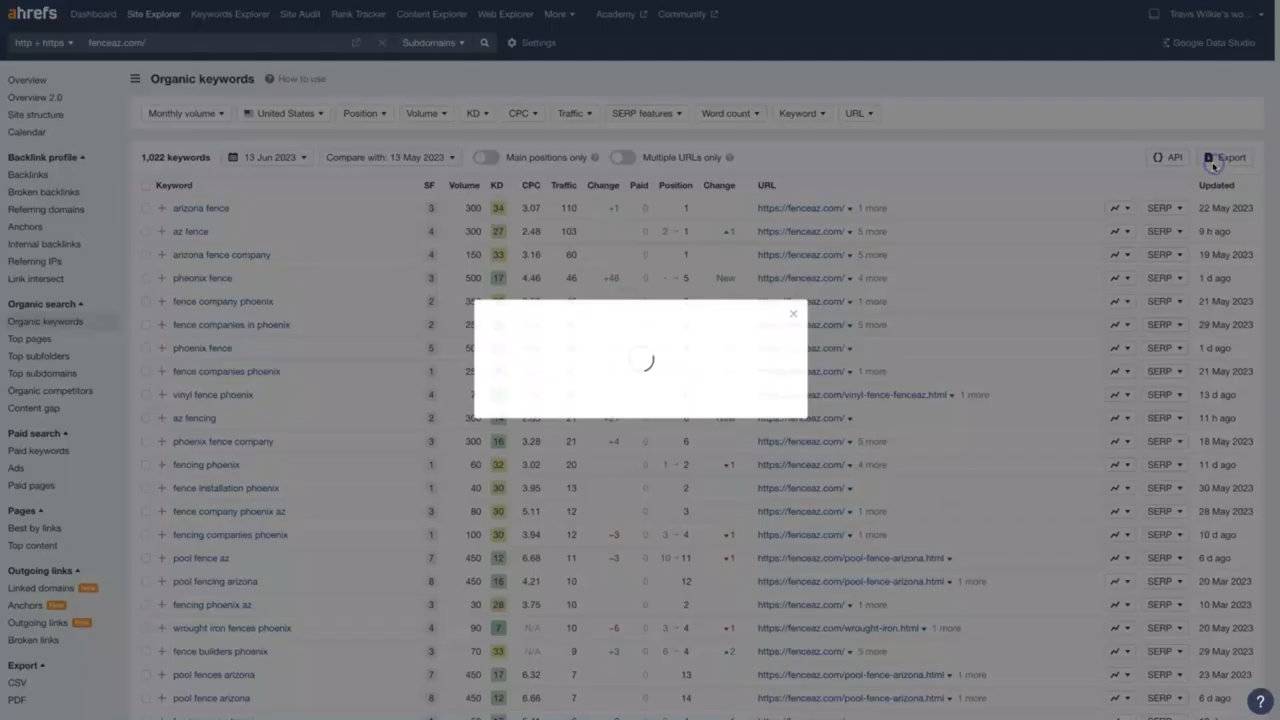 ahrefs Dashboard Site Explorer Keywords Explorer Site Audit Rank Tracker Content Explorer Web Explorer More Academy Community Travis Wilkie's wo...
http + https fenceaz.com/ Subdomains Settings Google Data Studio
Overview
Overview 2.0
Site structure
Calendar
Backlink profile
Backlinks
Broken backlinks
Referring domains
Anchors
Internal backlinks
Referring IPs
Link intersect
Organic search
Organic keywords
Top pages
Top subfolders
Top subdomains
Organic competitors
Content gap
Paid search
Paid keywords
Ads
Paid pages
Pages
Best by links
Top content
Outgoing links
Linked domains New
Anchors New
Outgoing links New
Broken links
Export
CSV
PDF
Organic keywords ? How to use
Monthly volume United States Position Volume KD CPC Traffic SERP features Word count Keyword URL
1,022 keywords 13 Jun 2023 Compare with: 13 May 2023 Main positions only ? Multiple URLs only ? {} API Export
Keyword SF Volume KD CPC Traffic Change Paid Position Change URL Updated
+ arizona fence 3 300 34 3.07 110 +1 0 1 https://fenceaz.com/ 1 more SERP 22 May 2023
+ az fence 4 300 27 2.48 103 0 2 → 1 ▲1 https://fenceaz.com/ 5 more SERP 9 h ago
+ arizona fence company 4 150 33 3.16 60 0 1 https://fenceaz.com/ 5 more SERP 19 May 2023
+ pheonix fence 3 500 17 4.46 46 +46 0 → 5 New https://fenceaz.com/ 4 more SERP 1 d ago
+ fence company phoenix 2 1 more SERP 21 May 2023
+ fence companies in phoenix 2 .com/ 5 more SERP 29 May 2023
+ phoenix fence 5 .com/ SERP 1 d ago
+ fence companies phoenix 1 .com/ 1 more SERP 21 May 2023
+ vinyl fence phoenix 4 .com/vinyl-fence-fenceaz.html 1 more SERP 13 d ago
+ az fencing 2 SERP 11 h ago
+ phoenix fence company 3 300 16 3.28 21 +4 0 6 https://fenceaz.com/ 5 more SERP 18 May 2023
+ fencing phoenix 1 60 32 3.02 20 0 1 → 2 ▼1 https://fenceaz.com/ 4 more SERP 11 d ago
+ fence installation phoenix 1 40 30 3.95 13 0 2 https://fenceaz.com/ SERP 30 May 2023
+ fence company phoenix az 3 80 30 5.11 12 0 3 https://fenceaz.com/ 1 more SERP 28 May 2023
+ fencing companies phoenix 1 100 30 3.94 12 −3 0 3 → 4 ▼1 https://fenceaz.com/ 1 more SERP 10 d ago
+ pool fence az 7 450 12 6.68 11 −3 0 10 → 11 ▼1 https://fenceaz.com/pool-fence-arizona.html SERP 6 d ago
+ pool fencing arizona 8 450 16 4.21 10 0 12 https://fenceaz.com/pool-fence-arizona.html 1 more SERP 20 Mar 2023
+ fencing phoenix az 3 30 28 3.75 10 0 2 https://fenceaz.com/ 1 more SERP 10 Mar 2023
+ wrought iron fences phoenix 4 90 7 N/A 10 −6 0 3 → 4 ▼1 https://fenceaz.com/wrought-iron.html 1 more SERP 20 May 2023
+ fence builders phoenix 3 70 33 N/A 9 +3 0 6 → 4 ▲2 https://fenceaz.com/ 5 more SERP 29 May 2023
+ pool fences arizona 7 450 17 6.32 7 0 13 https://fenceaz.com/pool-fence-arizona.html 1 more SERP 23 Mar 2023
+ pool fence arizona 8 450 12 6.66 7 0 14 https://fenceaz.com/pool-fence-arizona.html 1 more SERP 6 d ago
?